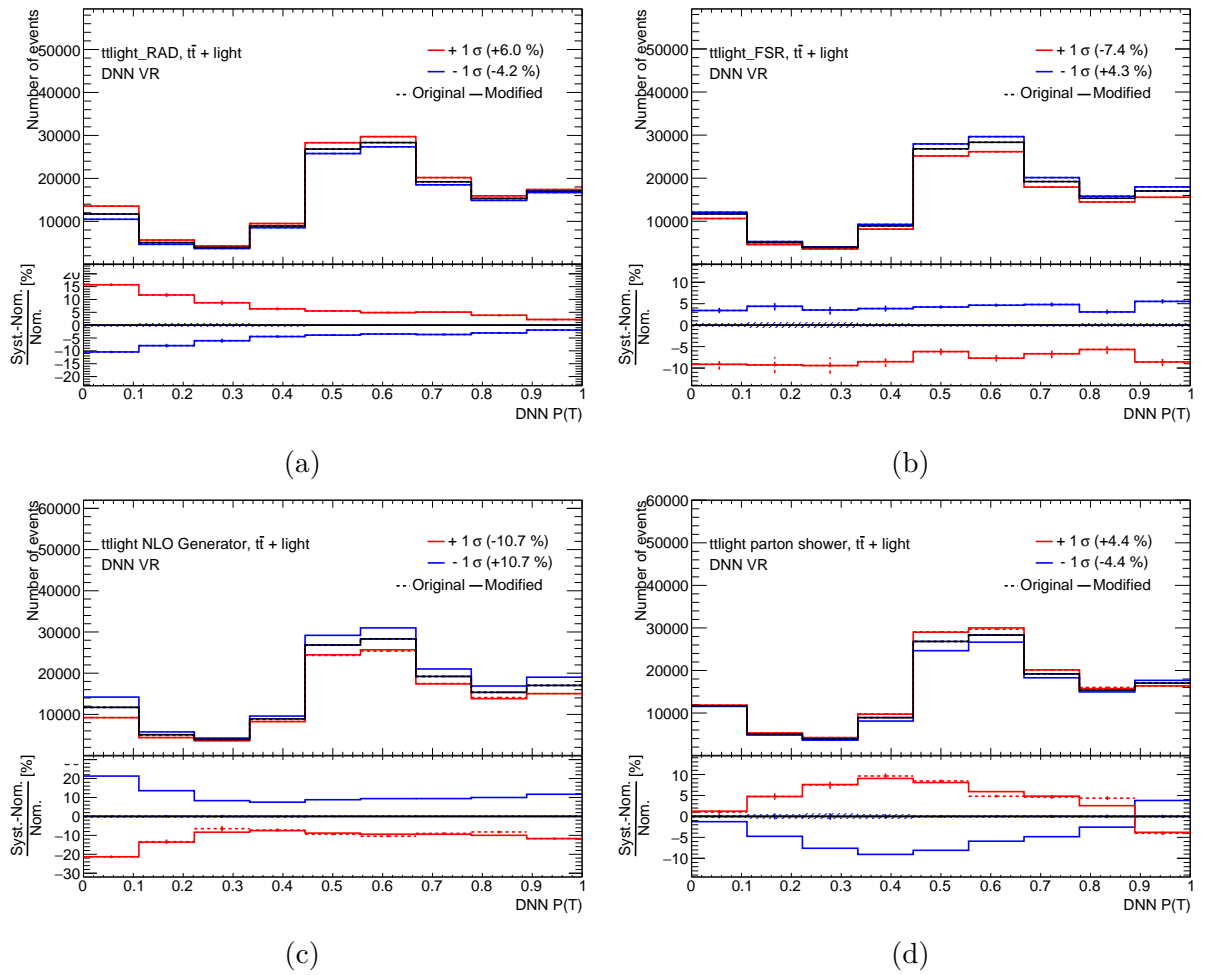 Number of events
50000
40000
30000
20000
10000
ttlight_RAD, tt̄ + light
DNN VR
+ 1 σ (+6.0 %)
- 1 σ (-4.2 %)
Original Modified
Syst.-Nom.
Nom.
[%]
20
15
10
5
0
−5
−10
−15
−20
0 0.1 0.2 0.3 0.4 0.5 0.6 0.7 0.8 0.9 1
DNN P(T)
(a)
Number of events
50000
40000
30000
20000
10000
ttlight_FSR, tt̄ + light
DNN VR
+ 1 σ (-7.4 %)
- 1 σ (+4.3 %)
Original Modified
Syst.-Nom.
Nom.
[%]
10
5
0
−5
−10
0 0.1 0.2 0.3 0.4 0.5 0.6 0.7 0.8 0.9 1
DNN P(T)
(b)
Number of events
60000
50000
40000
30000
20000
10000
ttlight NLO Generator, tt̄ + light
DNN VR
+ 1 σ (-10.7 %)
- 1 σ (+10.7 %)
Original Modified
Syst.-Nom.
Nom.
[%]
20
10
0
−10
−20
−30
0 0.1 0.2 0.3 0.4 0.5 0.6 0.7 0.8 0.9 1
DNN P(T)
(c)
Number of events
60000
50000
40000
30000
20000
10000
ttlight parton shower, tt̄ + light
DNN VR
+ 1 σ (+4.4 %)
- 1 σ (-4.4 %)
Original Modified
Syst.-Nom.
Nom.
[%]
10
5
0
−5
−10
0 0.1 0.2 0.3 0.4 0.5 0.6 0.7 0.8 0.9 1
DNN P(T)
(d)